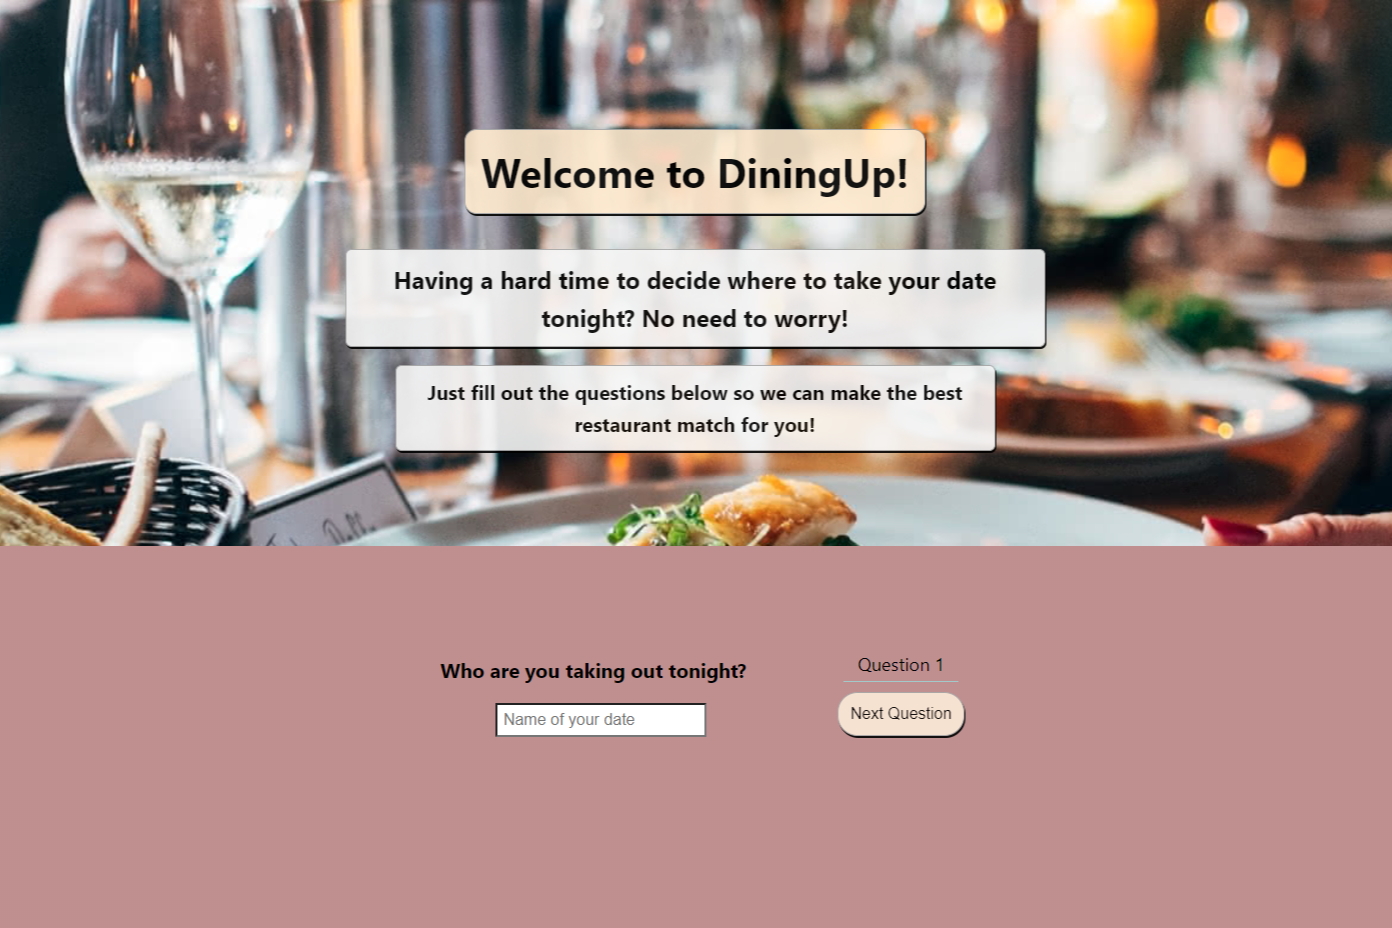 Welcome to DiningUp!
Having a hard time to decide where to take your date
tonight? No need to worry!
Just fill out the questions below so we can make the best
restaurant match for you!
Who are you taking out tonight?
Name of your date
Question 1
Next Question